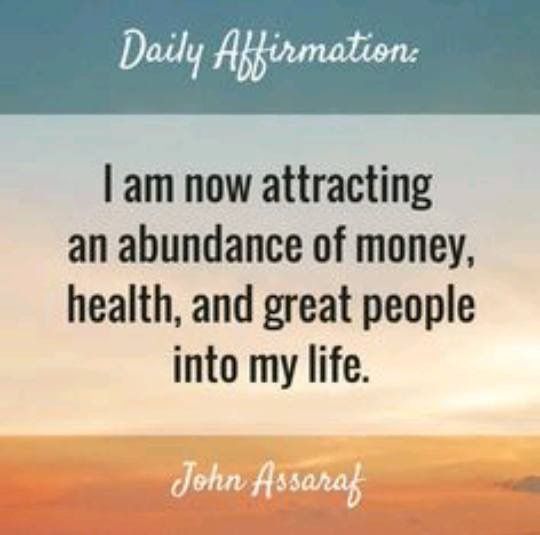 Daily Affirmation:
I am now attracting
an abundance of money,
health, and great people
into my life.
John Assaraf